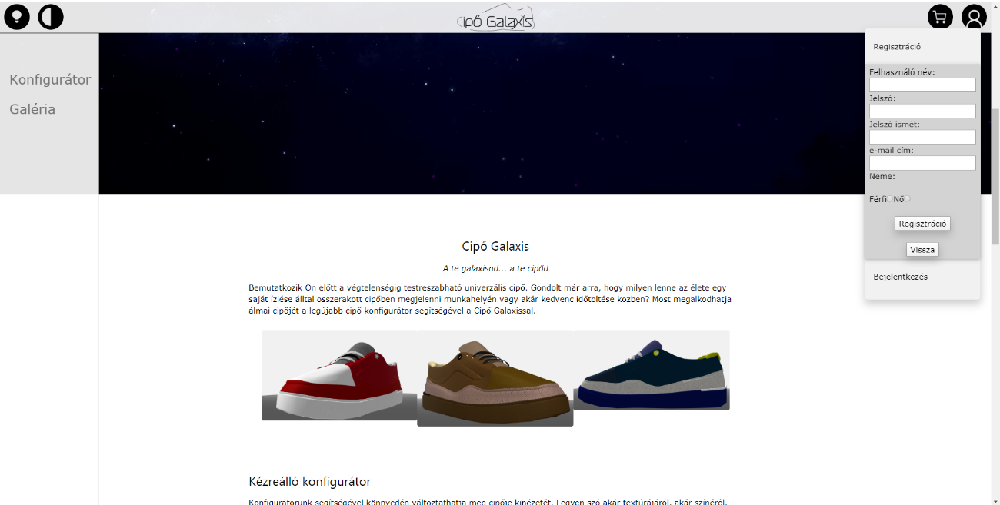 Cipő Galaxis
Konfigurátor
Galéria
Regisztráció
Felhasználó név:
Jelszó:
Jelszó ismét:
e-mail cím:
Neme:
Férfi Nő
Regisztráció
Vissza
Bejelentkezés
Cipő Galaxis
A te galaxisod... a te cipőd
Bemutatkozik Ön előtt a végtelenségig testreszabható univerzális cipő. Gondolt már arra, hogy milyen lenne az élete egy
saját ízlése álltal összerakott cipőben megjelenni munkahelyén vagy akár kedvenc időtöltése közben? Most megalkodhatja
álmai cipőjét a legújabb cipő konfigurátor segítségével a Cipő Galaxissal.
Kézreálló konfigurátor
Konfigurátorunk segítségével könnyedén változtathatja meg cipője kinézetét. Legyen szó akár textúrájáról, akár színéről,